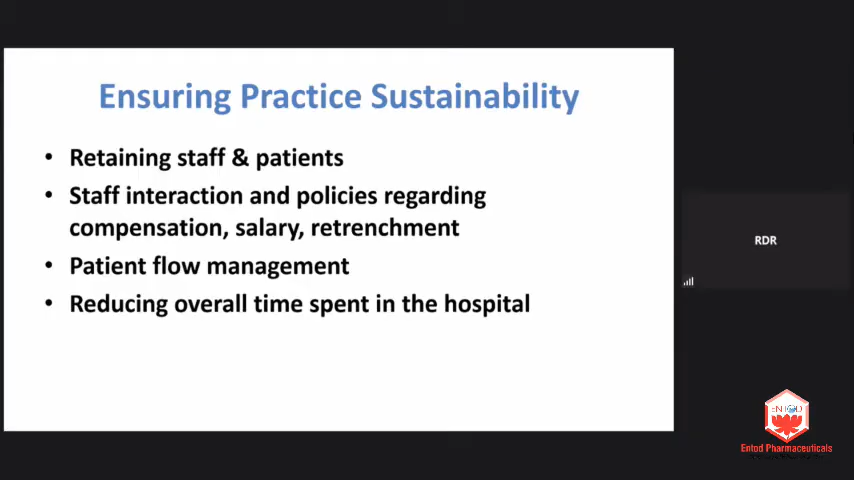 Ensuring Practice Sustainability
• Retaining staff & patients
• Staff interaction and policies regarding
compensation, salary, retrenchment
• Patient flow management
• Reducing overall time spent in the hospital
RDR
ENTOD
Entod Pharmaceuticals